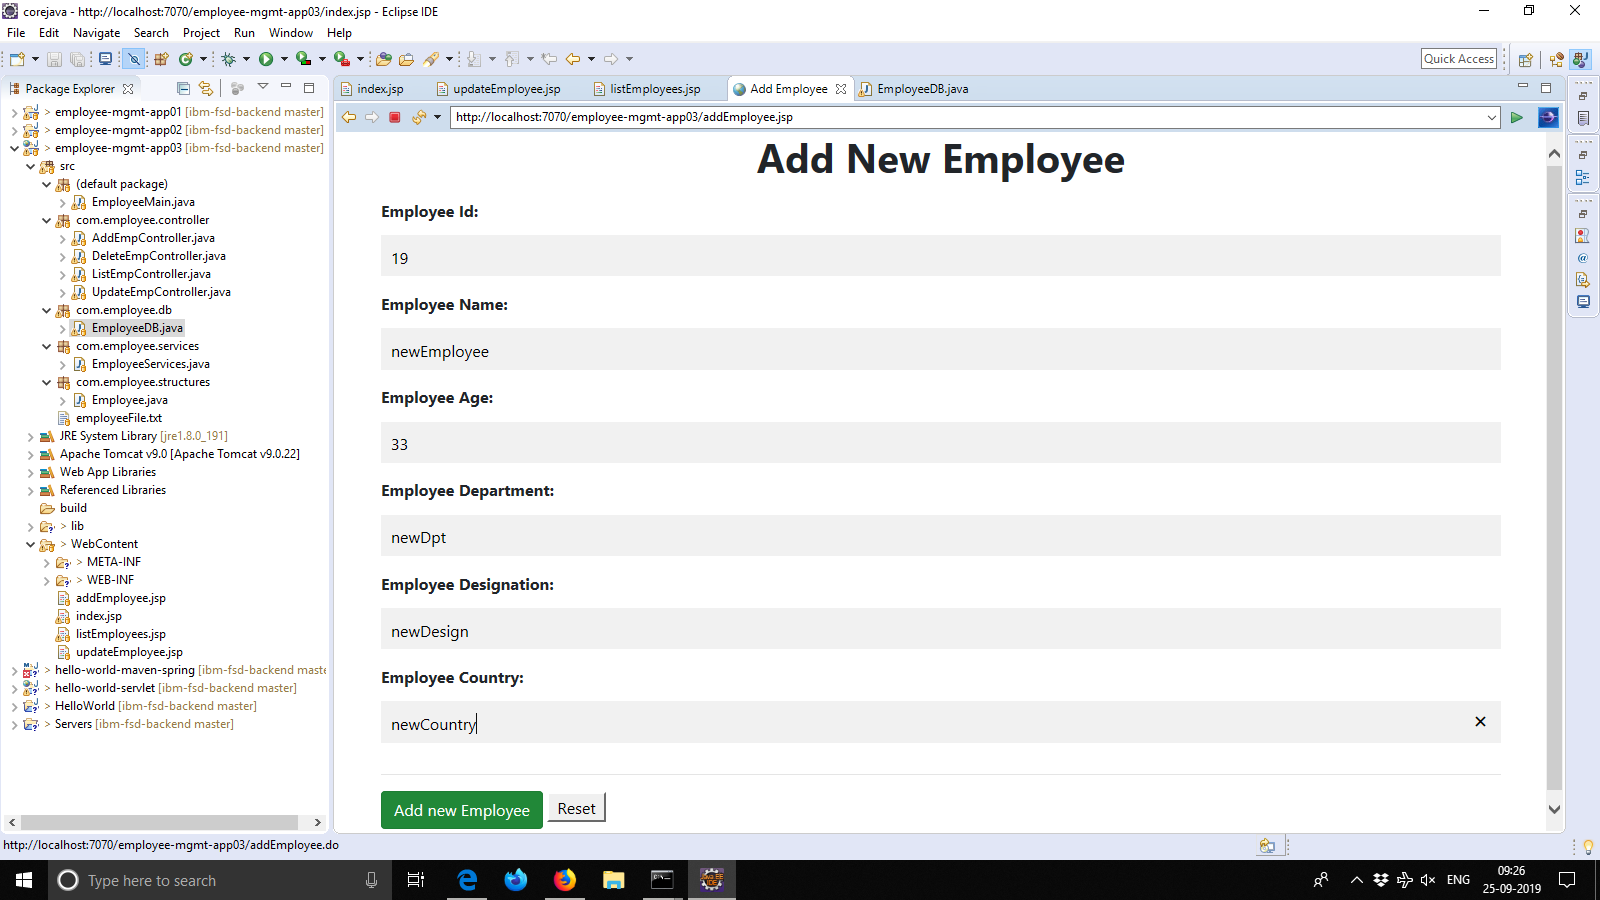 corejava - http://localhost:7070/employee-mgmt-app03/index.jsp - Eclipse IDE
File Edit Navigate Search Project Run Window Help
Quick Access
Package Explorer
index.jsp updateEmployee.jsp listEmployees.jsp Add Employee EmployeeDB.java
http://localhost:7070/employee-mgmt-app03/addEmployee.jsp
> employee-mgmt-app01 [ibm-fsd-backend master]
> employee-mgmt-app02 [ibm-fsd-backend master]
> employee-mgmt-app03 [ibm-fsd-backend master]
src
(default package)
EmployeeMain.java
com.employee.controller
AddEmpController.java
DeleteEmpController.java
ListEmpController.java
UpdateEmpController.java
com.employee.db
EmployeeDB.java
com.employee.services
EmployeeServices.java
com.employee.structures
Employee.java
employeeFile.txt
JRE System Library [jre1.8.0_191]
Apache Tomcat v9.0 [Apache Tomcat v9.0.22]
Web App Libraries
Referenced Libraries
build
> lib
> WebContent
> META-INF
> WEB-INF
addEmployee.jsp
index.jsp
listEmployees.jsp
updateEmployee.jsp
> hello-world-maven-spring [ibm-fsd-backend maste
> hello-world-servlet [ibm-fsd-backend master]
> HelloWorld [ibm-fsd-backend master]
> Servers [ibm-fsd-backend master]
Add New Employee
Employee Id:
19
Employee Name:
newEmployee
Employee Age:
33
Employee Department:
newDpt
Employee Designation:
newDesign
Employee Country:
newCountry
Add new Employee Reset
http://localhost:7070/employee-mgmt-app03/addEmployee.do
Type here to search
ENG
09:26
25-09-2019